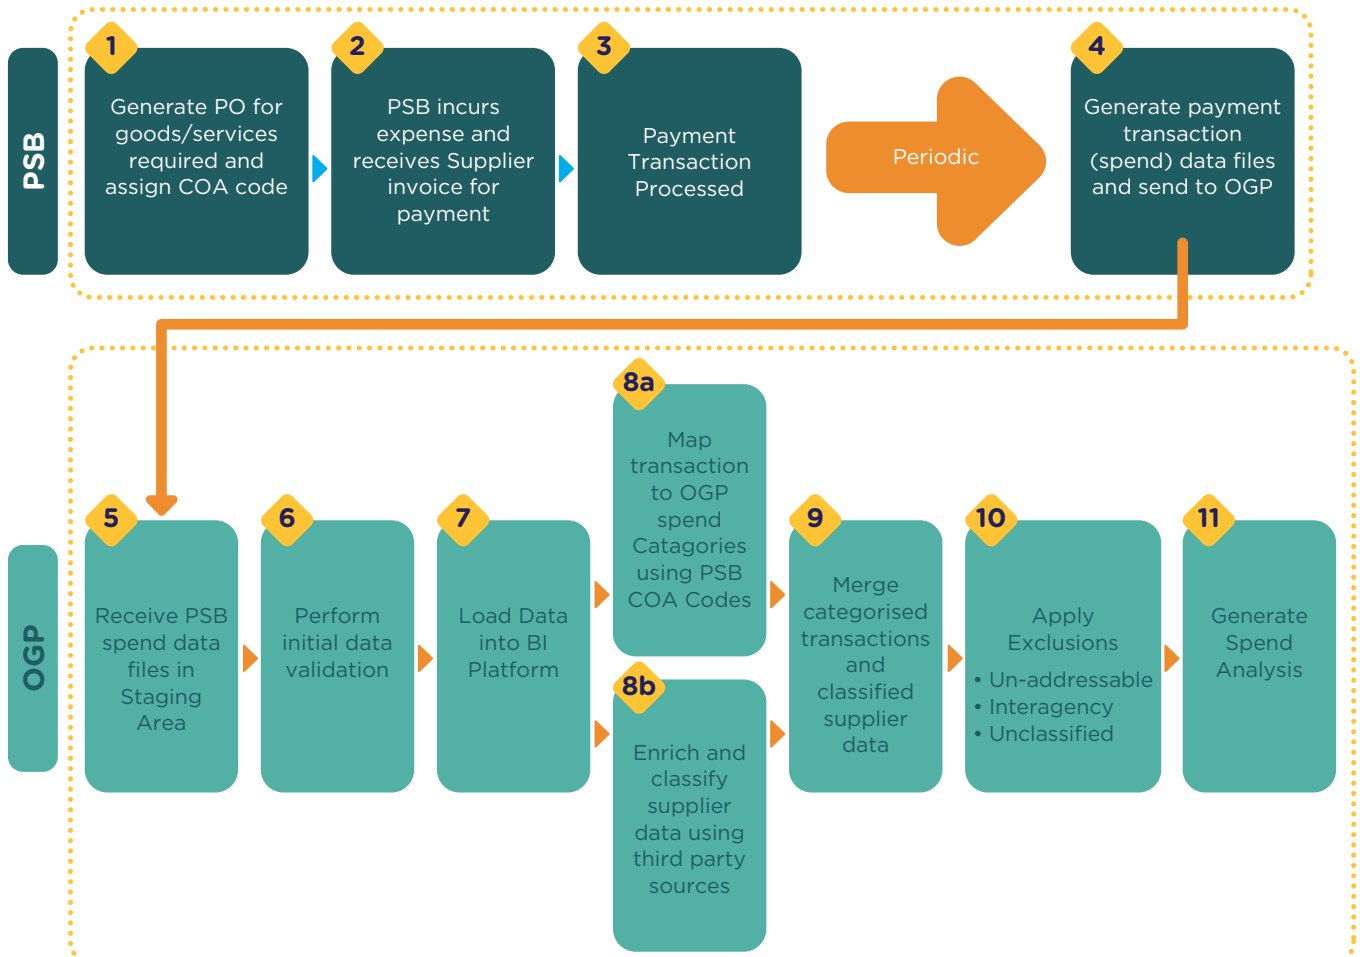 PSB
1
Generate PO for
goods/services
required and
assign COA code
2
PSB incurs
expense and
receives Supplier
invoice for
payment
3
Payment
Transaction
Processed
Periodic
4
Generate payment
transaction
(spend) data files
and send to OGP
OGP
5
Receive PSB
spend data
files in
Staging
Area
6
Perform
initial data
validation
7
Load Data
into BI
Platform
8a
Map
transaction
to OGP
spend
Catagories
using PSB
COA Codes
8b
Enrich and
classify
supplier
data using
third party
sources
9
Merge
categorised
transactions
and
classified
supplier
data
10
Apply
Exclusions
• Un-addressable
• Interagency
• Unclassified
11
Generate
Spend
Analysis